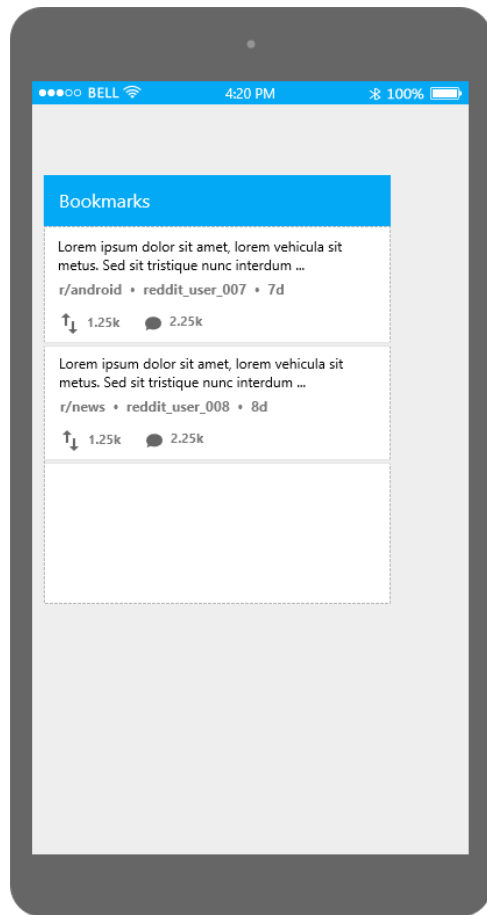 BELL 4:20 PM 100%
Bookmarks
Lorem ipsum dolor sit amet, lorem vehicula sit
metus. Sed sit tristique nunc interdum ...
r/android • reddit_user_007 • 7d
1.25k 2.25k
Lorem ipsum dolor sit amet, lorem vehicula sit
metus. Sed sit tristique nunc interdum ...
r/news • reddit_user_008 • 8d
1.25k 2.25k